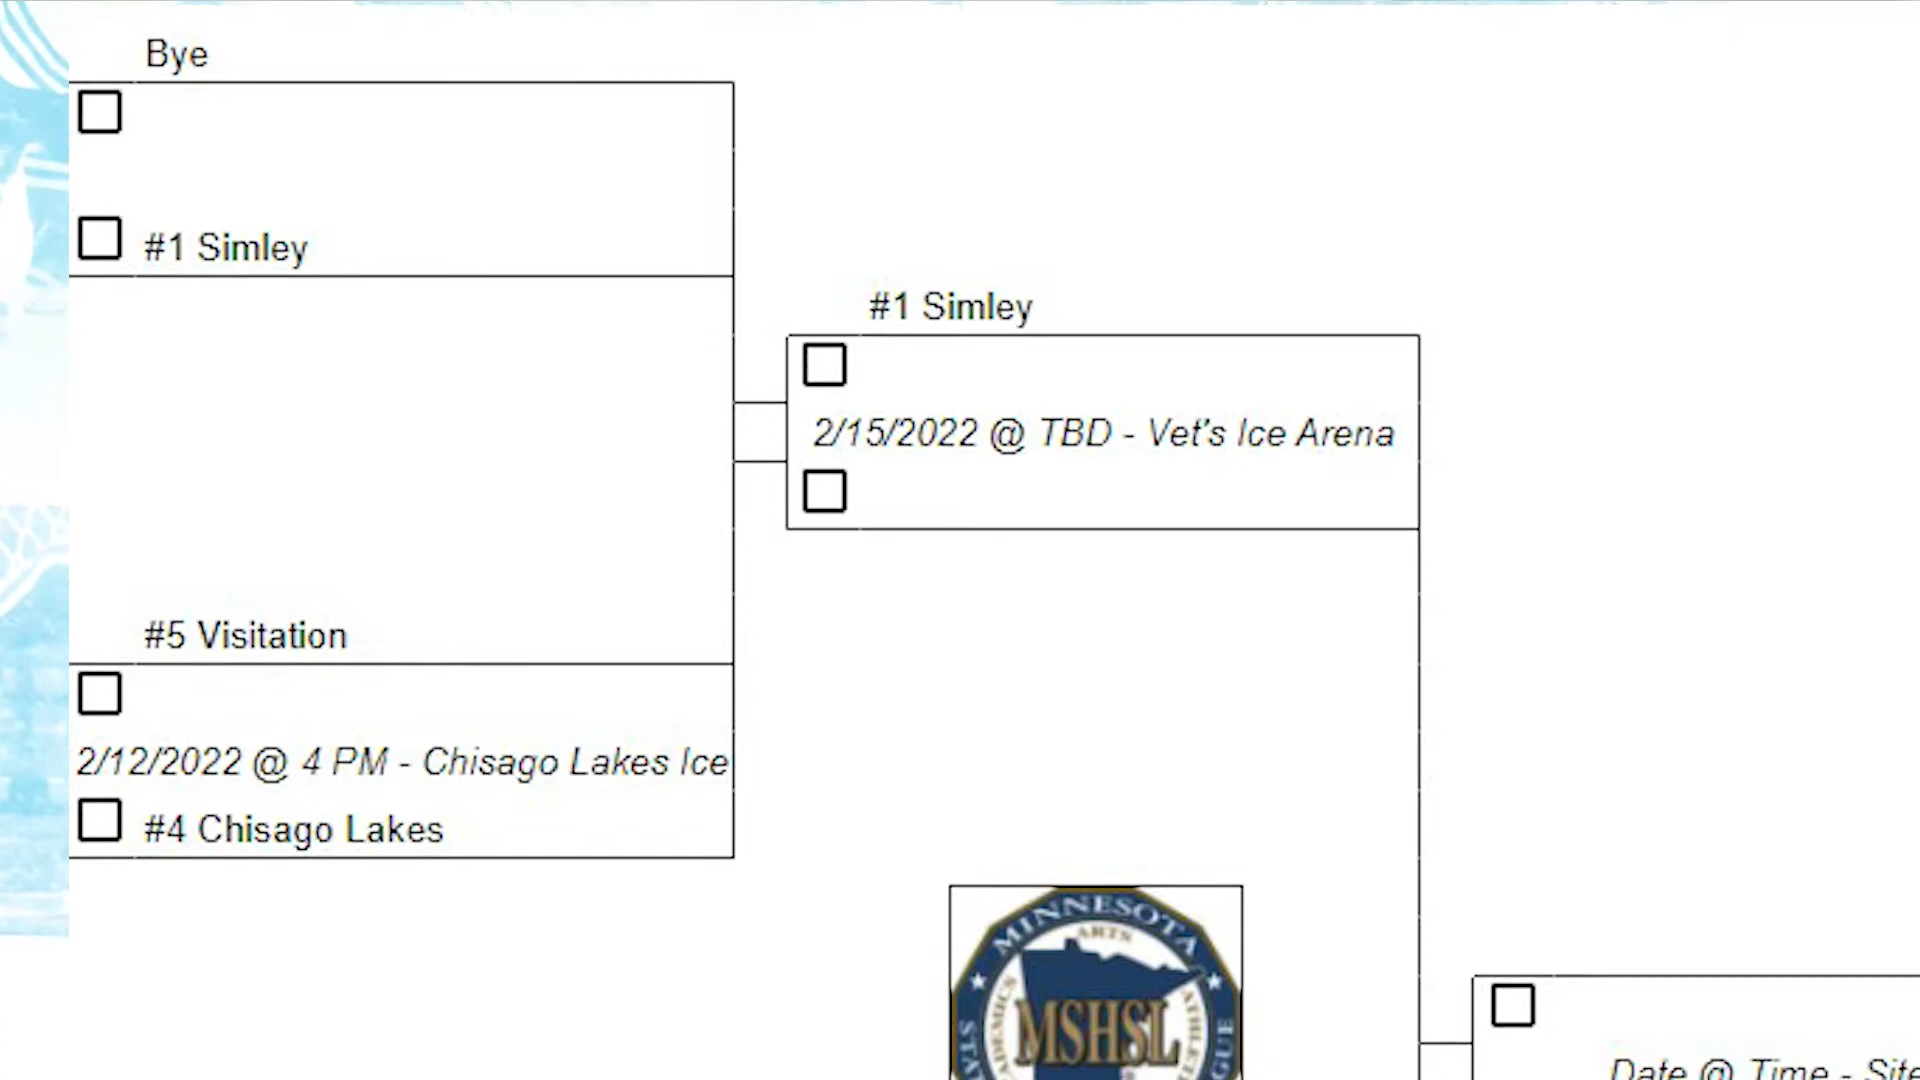 Bye
#1 Simley
#1 Simley
2/15/2022 @ TBD - Vet's Ice Arena
#5 Visitation
2/12/2022 @ 4 PM - Chisago Lakes Ice
#4 Chisago Lakes
MINNESOTA
ARTS
MSHSL
Date @ Time - Site